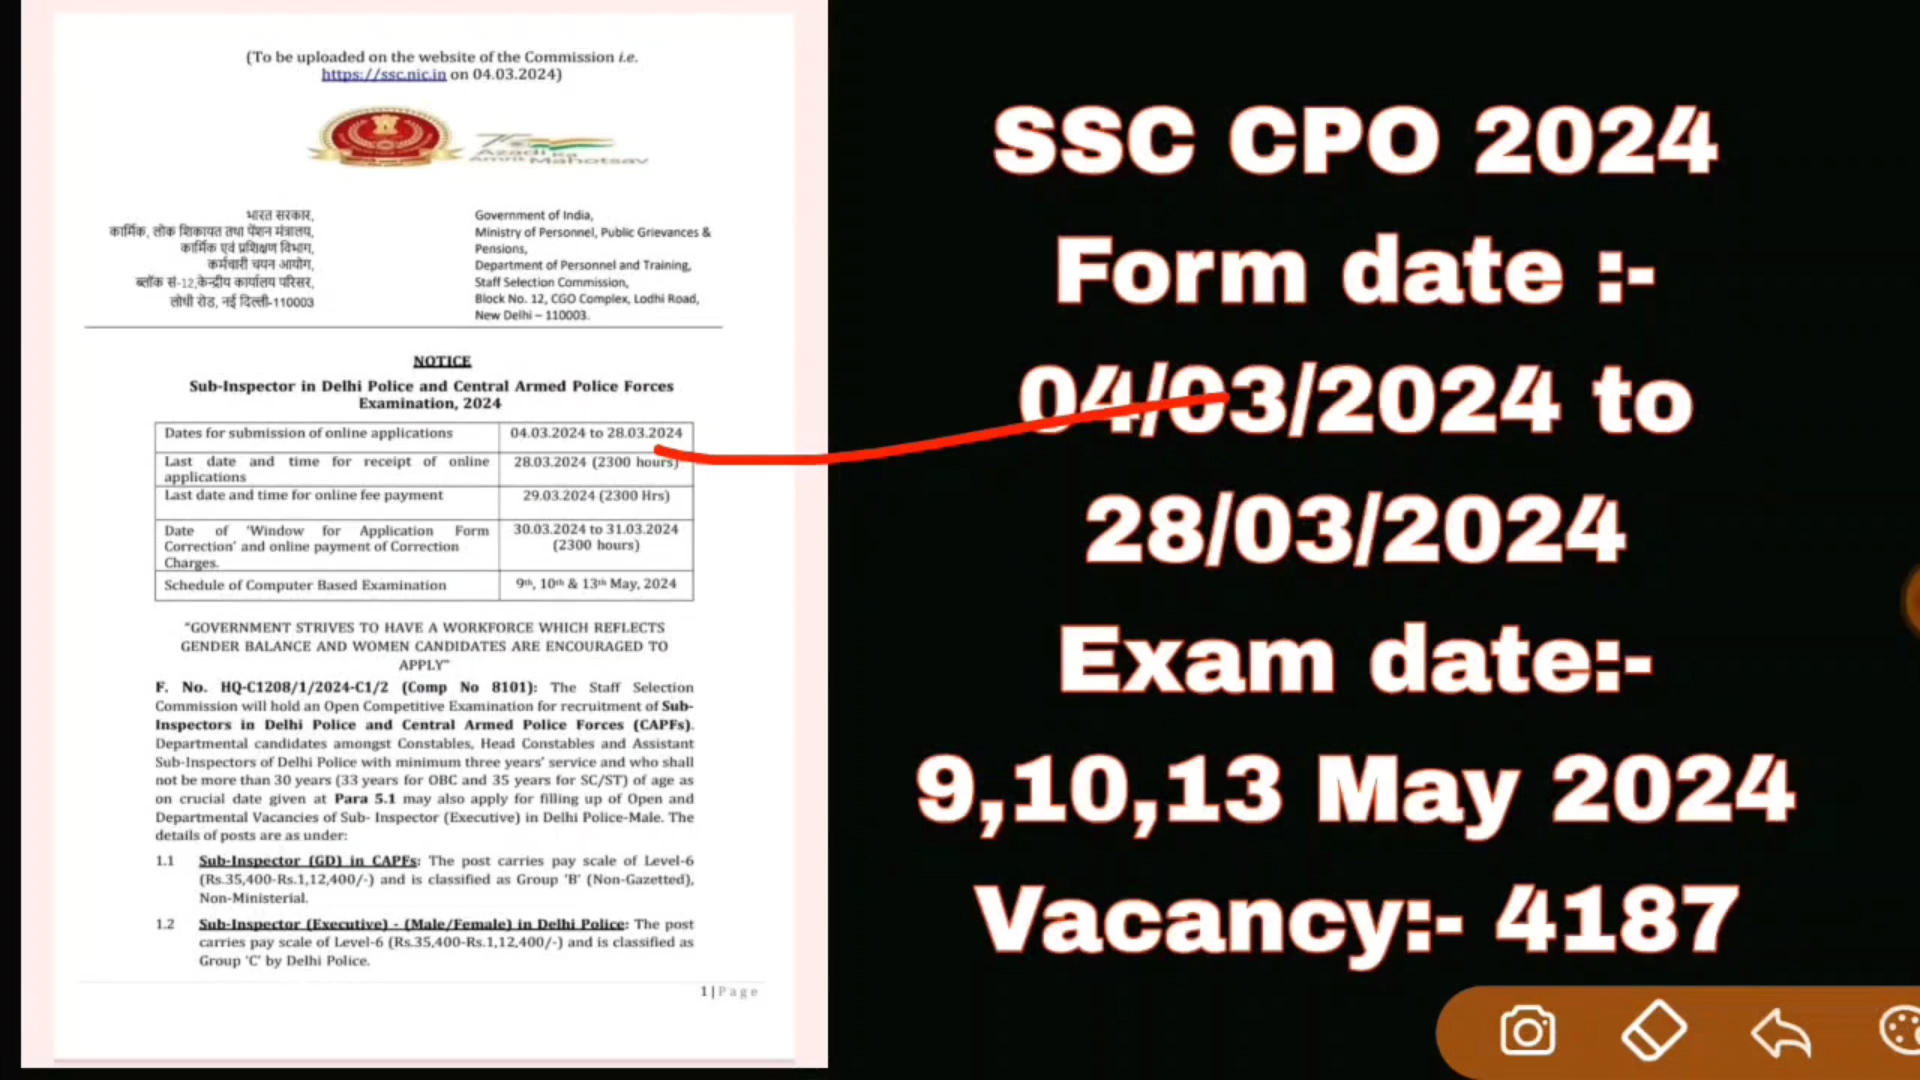 (To be uploaded on the website of the Commission i.e.
https://ssc.nic.in on 04.03.2024)
Azadi Ka
Amrit Mahotsav
भारत सरकार,
कार्मिक, लोक शिकायत तथा पेंशन मंत्रालय,
कार्मिक एवं प्रशिक्षण विभाग,
कर्मचारी चयन आयोग,
ब्लॉक सं-12,केन्द्रीय कार्यालय परिसर,
लोधी रोड, नई दिल्ली-110003
Government of India,
Ministry of Personnel, Public Grievances &
Pensions,
Department of Personnel and Training,
Staff Selection Commission,
Block No. 12, CGO Complex, Lodhi Road,
New Delhi – 110003.
NOTICE
Sub-Inspector in Delhi Police and Central Armed Police Forces
Examination, 2024
Dates for submission of online applications 04.03.2024 to 28.03.2024
Last date and time for receipt of online
applications 28.03.2024 (2300 hours)
Last date and time for online fee payment 29.03.2024 (2300 Hrs)
Date of 'Window for Application Form
Correction' and online payment of Correction
Charges. 30.03.2024 to 31.03.2024
(2300 hours)
Schedule of Computer Based Examination 9th, 10th & 13th May, 2024
"GOVERNMENT STRIVES TO HAVE A WORKFORCE WHICH REFLECTS
GENDER BALANCE AND WOMEN CANDIDATES ARE ENCOURAGED TO
APPLY"
F. No. HQ-C1208/1/2024-C1/2 (Comp No 8101): The Staff Selection
Commission will hold an Open Competitive Examination for recruitment of Sub-
Inspectors in Delhi Police and Central Armed Police Forces (CAPFs).
Departmental candidates amongst Constables, Head Constables and Assistant
Sub-Inspectors of Delhi Police with minimum three years' service and who shall
not be more than 30 years (33 years for OBC and 35 years for SC/ST) of age as
on crucial date given at Para 5.1 may also apply for filling up of Open and
Departmental Vacancies of Sub- Inspector (Executive) in Delhi Police-Male. The
details of posts are as under:
1.1 Sub-Inspector (GD) in CAPFs: The post carries pay scale of Level-6
(Rs.35,400-Rs.1,12,400/-) and is classified as Group 'B' (Non-Gazetted),
Non-Ministerial.
1.2 Sub-Inspector (Executive) - (Male/Female) in Delhi Police: The post
carries pay scale of Level-6 (Rs.35,400-Rs.1,12,400/-) and is classified as
Group 'C' by Delhi Police.
1|Page
SSC CPO 2024
Form date :-
04/03/2024 to
28/03/2024
Exam date:-
9,10,13 May 2024
Vacancy:- 4187